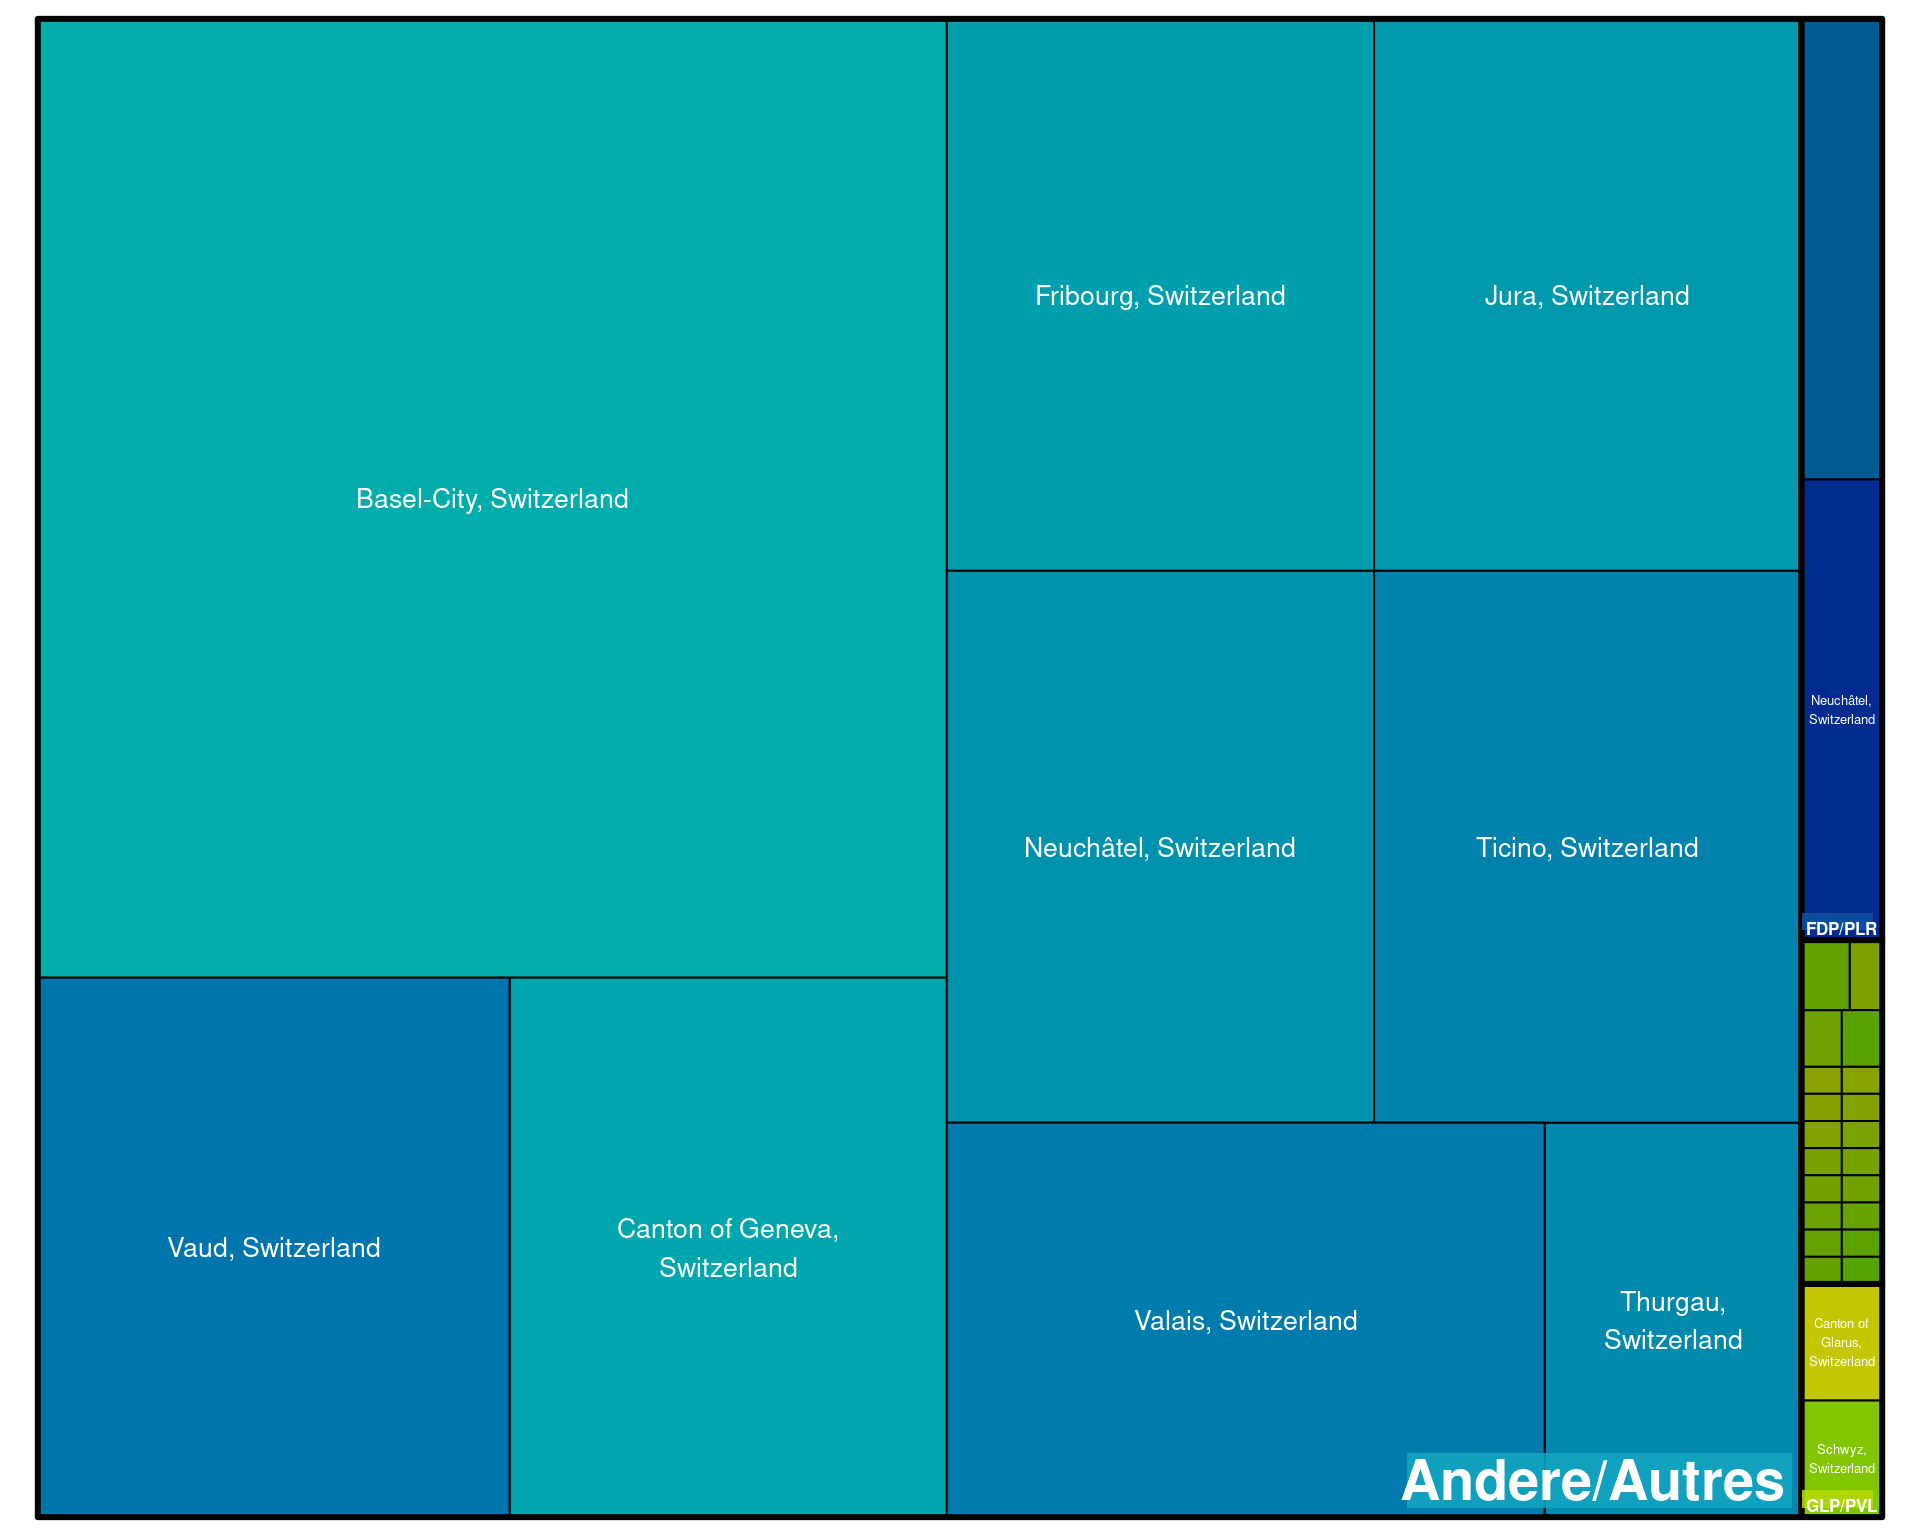 Basel-City, Switzerland
Fribourg, Switzerland
Jura, Switzerland
Neuchâtel, Switzerland
Ticino, Switzerland
Vaud, Switzerland
Canton of Geneva,
Switzerland
Valais, Switzerland
Thurgau,
Switzerland
Andere/Autres
Neuchâtel,
Switzerland
FDP/PLR
Canton of
Glarus,
Switzerland
Schwyz,
Switzerland
GLP/PVL